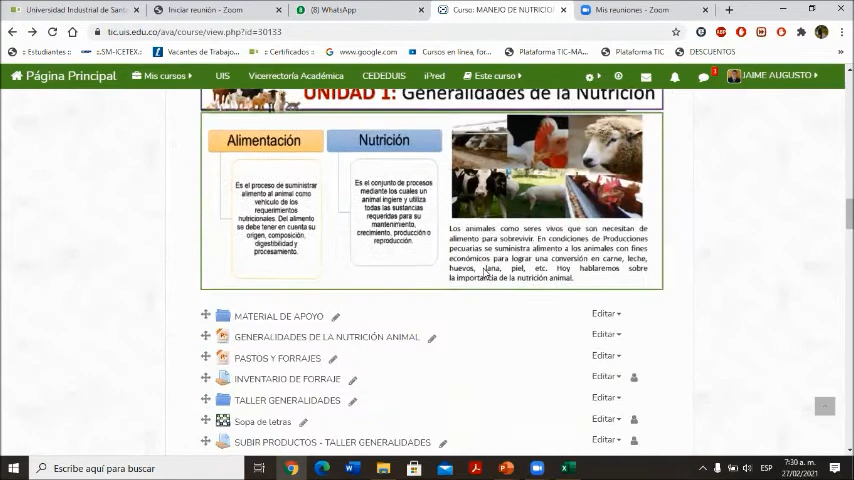 Universidad Industrial de Santa
Iniciar reunión - Zoom
(8) WhatsApp
Curso: MANEJO DE NUTRICIO
Mis reuniones - Zoom
tic.uis.edu.co/ava/course/view.php?id=30133
:: Estudiantes ::
::.SM-ICETEX.::
Vacantes de Trabajo...
.:: Certificados ::.
www.google.com
Cursos en línea, for...
Plataforma TIC-MA...
Plataforma TIC
DESCUENTOS
Página Principal
Mis cursos
UIS
Vicerrectoría Académica
CEDEDUIS
iPred
Este curso
JAIME AUGUSTO
UNIDAD 1: Generalidades de la Nutrición
Alimentación
Nutrición
Es el proceso de suministrar
alimento al animal como
vehículo de los
requerimientos
nutricionales. Del alimento
se debe tener en cuenta su
origen, composición,
digestibilidad y
procesamiento.
Es el conjunto de procesos
mediante los cuales un
animal ingiere y utiliza
todas las sustancias
requeridas para su
mantenimiento,
crecimiento, producción o
reproducción.
Los animales como seres vivos que son necesitan de
alimento para sobrevivir. En condiciones de Producciones
pecuarias se suministra alimento a los animales con fines
económicos para lograr una conversión en carne, leche,
huevos, lana, piel, etc. Hoy hablaremos sobre
la importancia de la nutrición animal.
MATERIAL DE APOYO
Editar
GENERALIDADES DE LA NUTRICIÓN ANIMAL
Editar
PASTOS Y FORRAJES
Editar
INVENTARIO DE FORRAJE
Editar
TALLER GENERALIDADES
Editar
Sopa de letras
Editar
SUBIR PRODUCTOS - TALLER GENERALIDADES
Editar
Escribe aquí para buscar
ESP
7:30 a. m.
27/02/2021